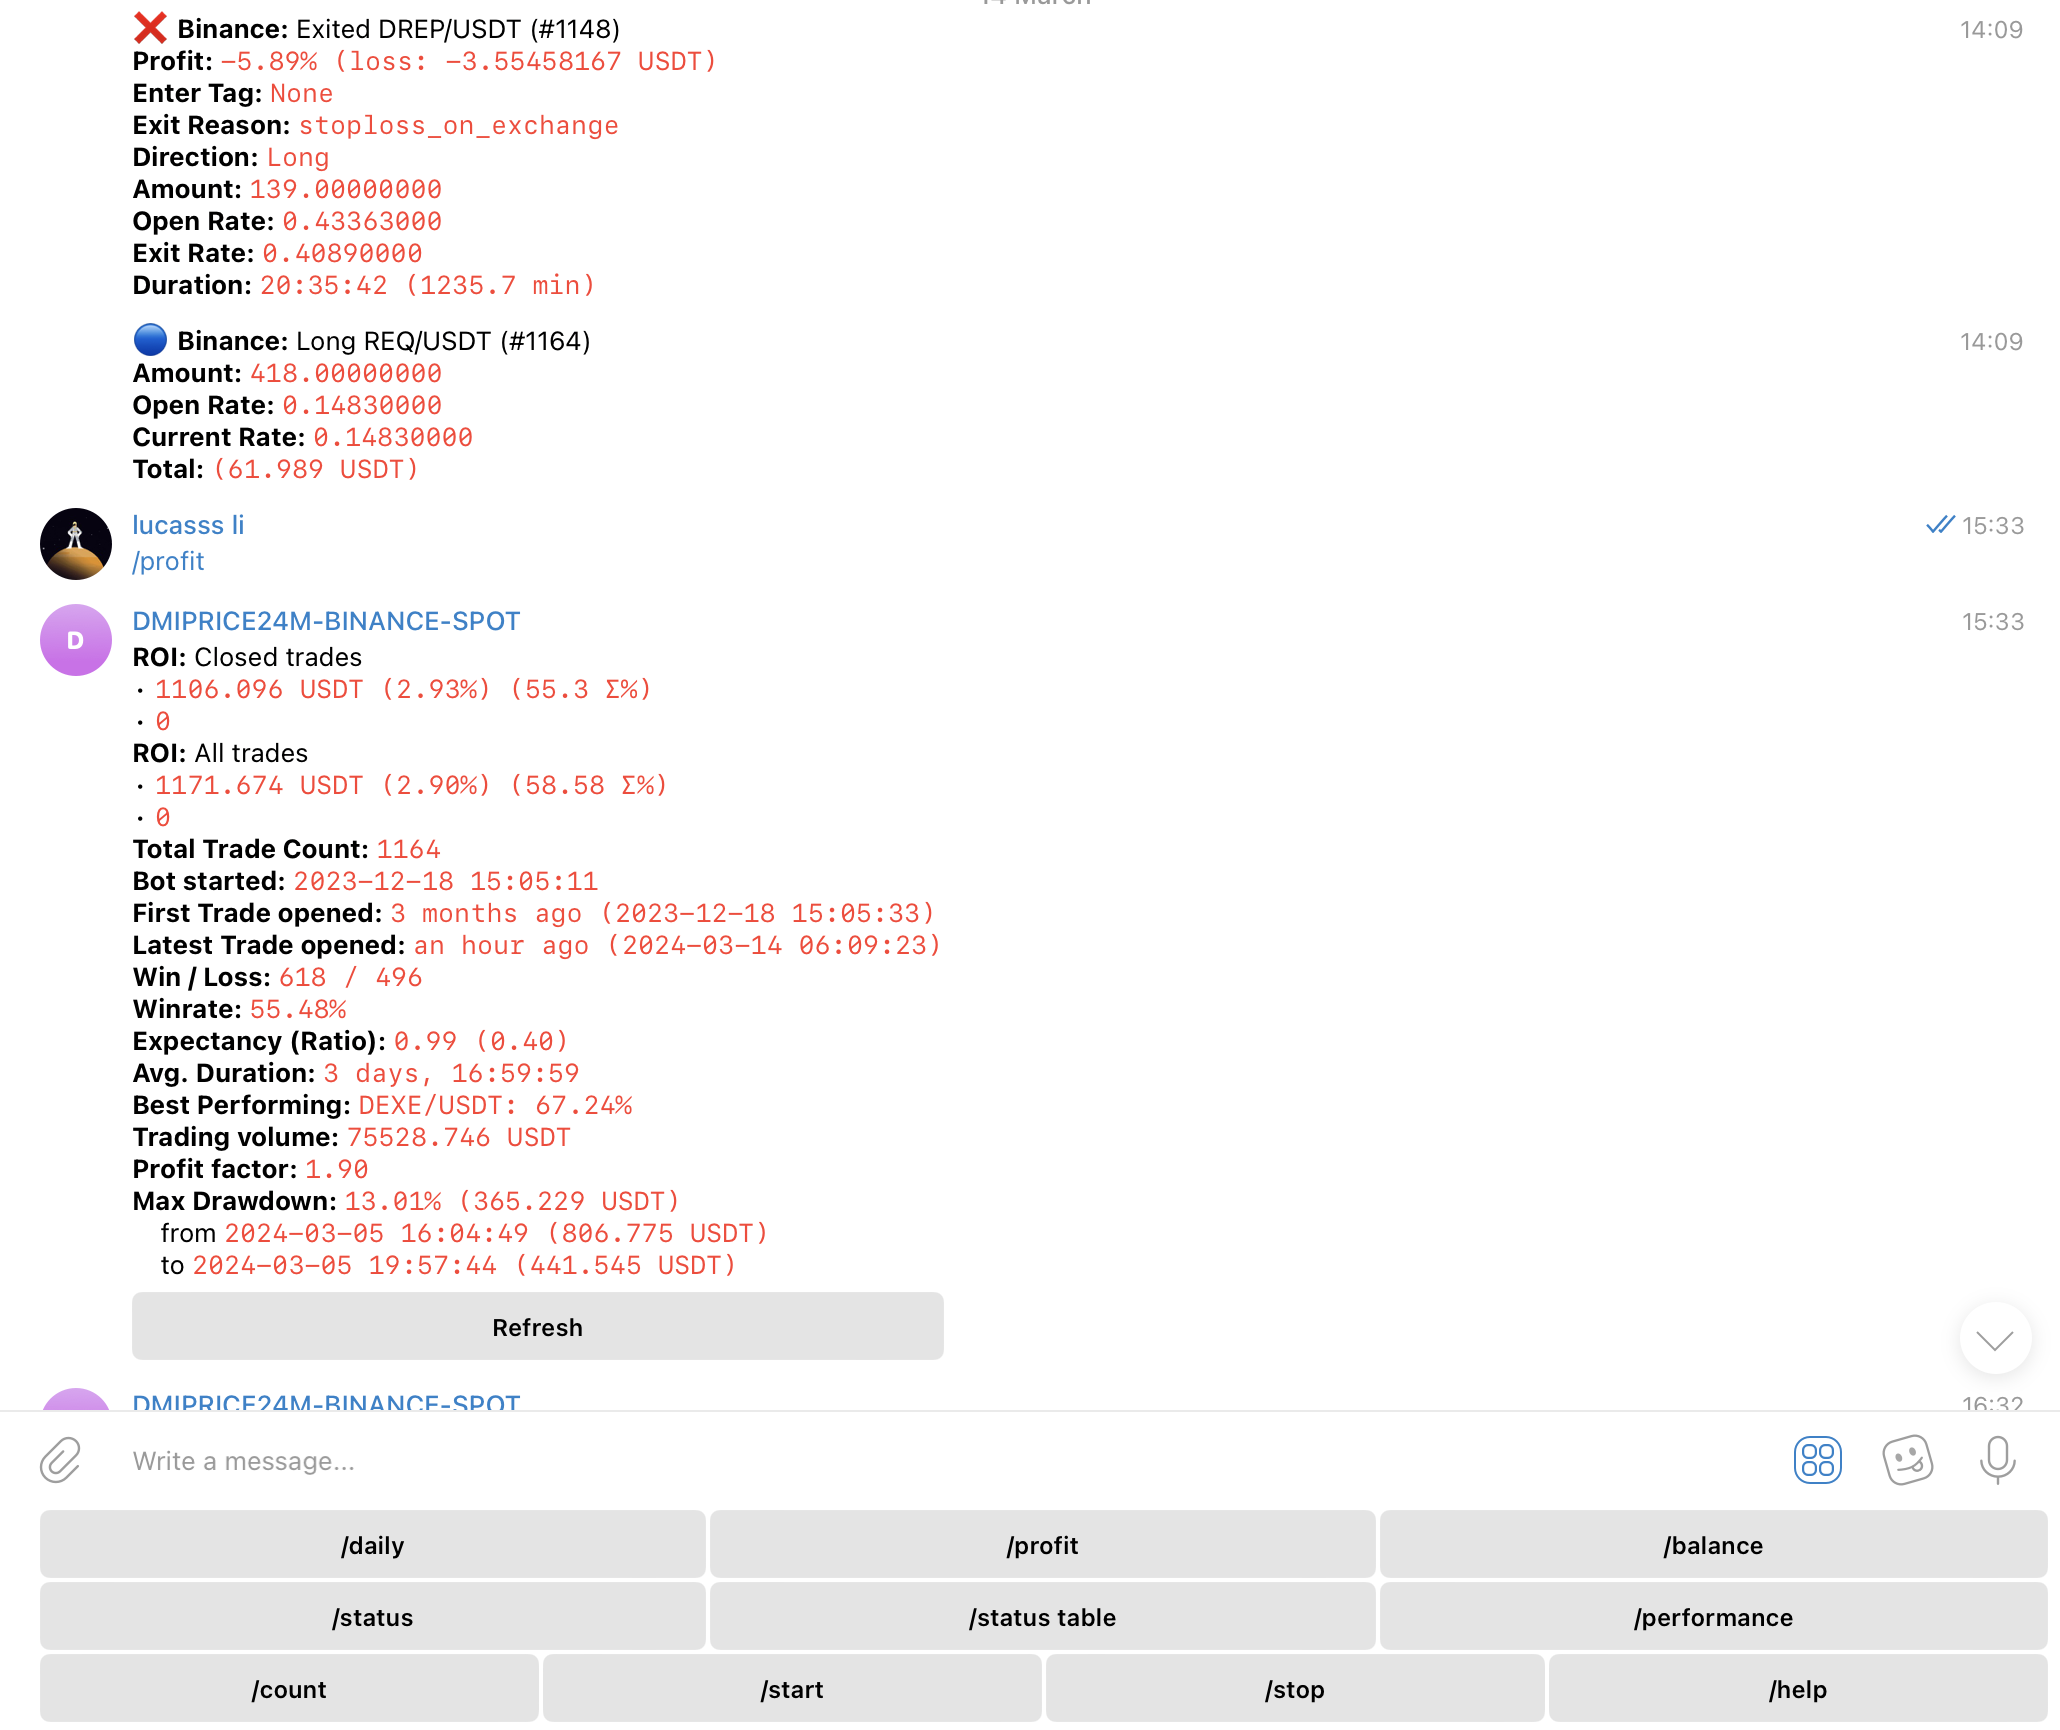 14 March
❌ Binance: Exited DREP/USDT (#1148)
14:09
Profit: -5.89% (loss: -3.55458167 USDT)
Enter Tag: None
Exit Reason: stoploss_on_exchange
Direction: Long
Amount: 139.00000000
Open Rate: 0.43363000
Exit Rate: 0.40890000
Duration: 20:35:42 (1235.7 min)
🔵 Binance: Long REQ/USDT (#1164)
14:09
Amount: 418.00000000
Open Rate: 0.14830000
Current Rate: 0.14830000
Total: (61.989 USDT)
lucasss li
15:33
/profit
D
DMIPRICE24M-BINANCE-SPOT
15:33
ROI: Closed trades
∙ 1106.096 USDT (2.93%) (55.3 Σ%)
∙ 0
ROI: All trades
∙ 1171.674 USDT (2.90%) (58.58 Σ%)
∙ 0
Total Trade Count: 1164
Bot started: 2023-12-18 15:05:11
First Trade opened: 3 months ago (2023-12-18 15:05:33)
Latest Trade opened: an hour ago (2024-03-14 06:09:23)
Win / Loss: 618 / 496
Winrate: 55.48%
Expectancy (Ratio): 0.99 (0.40)
Avg. Duration: 3 days, 16:59:59
Best Performing: DEXE/USDT: 67.24%
Trading volume: 75528.746 USDT
Profit factor: 1.90
Max Drawdown: 13.01% (365.229 USDT)
from 2024-03-05 16:04:49 (806.775 USDT)
to 2024-03-05 19:57:44 (441.545 USDT)
Refresh
DMIPRICE24M-BINANCE-SPOT
16:32
Write a message...
/daily
/profit
/balance
/status
/status table
/performance
/count
/start
/stop
/help